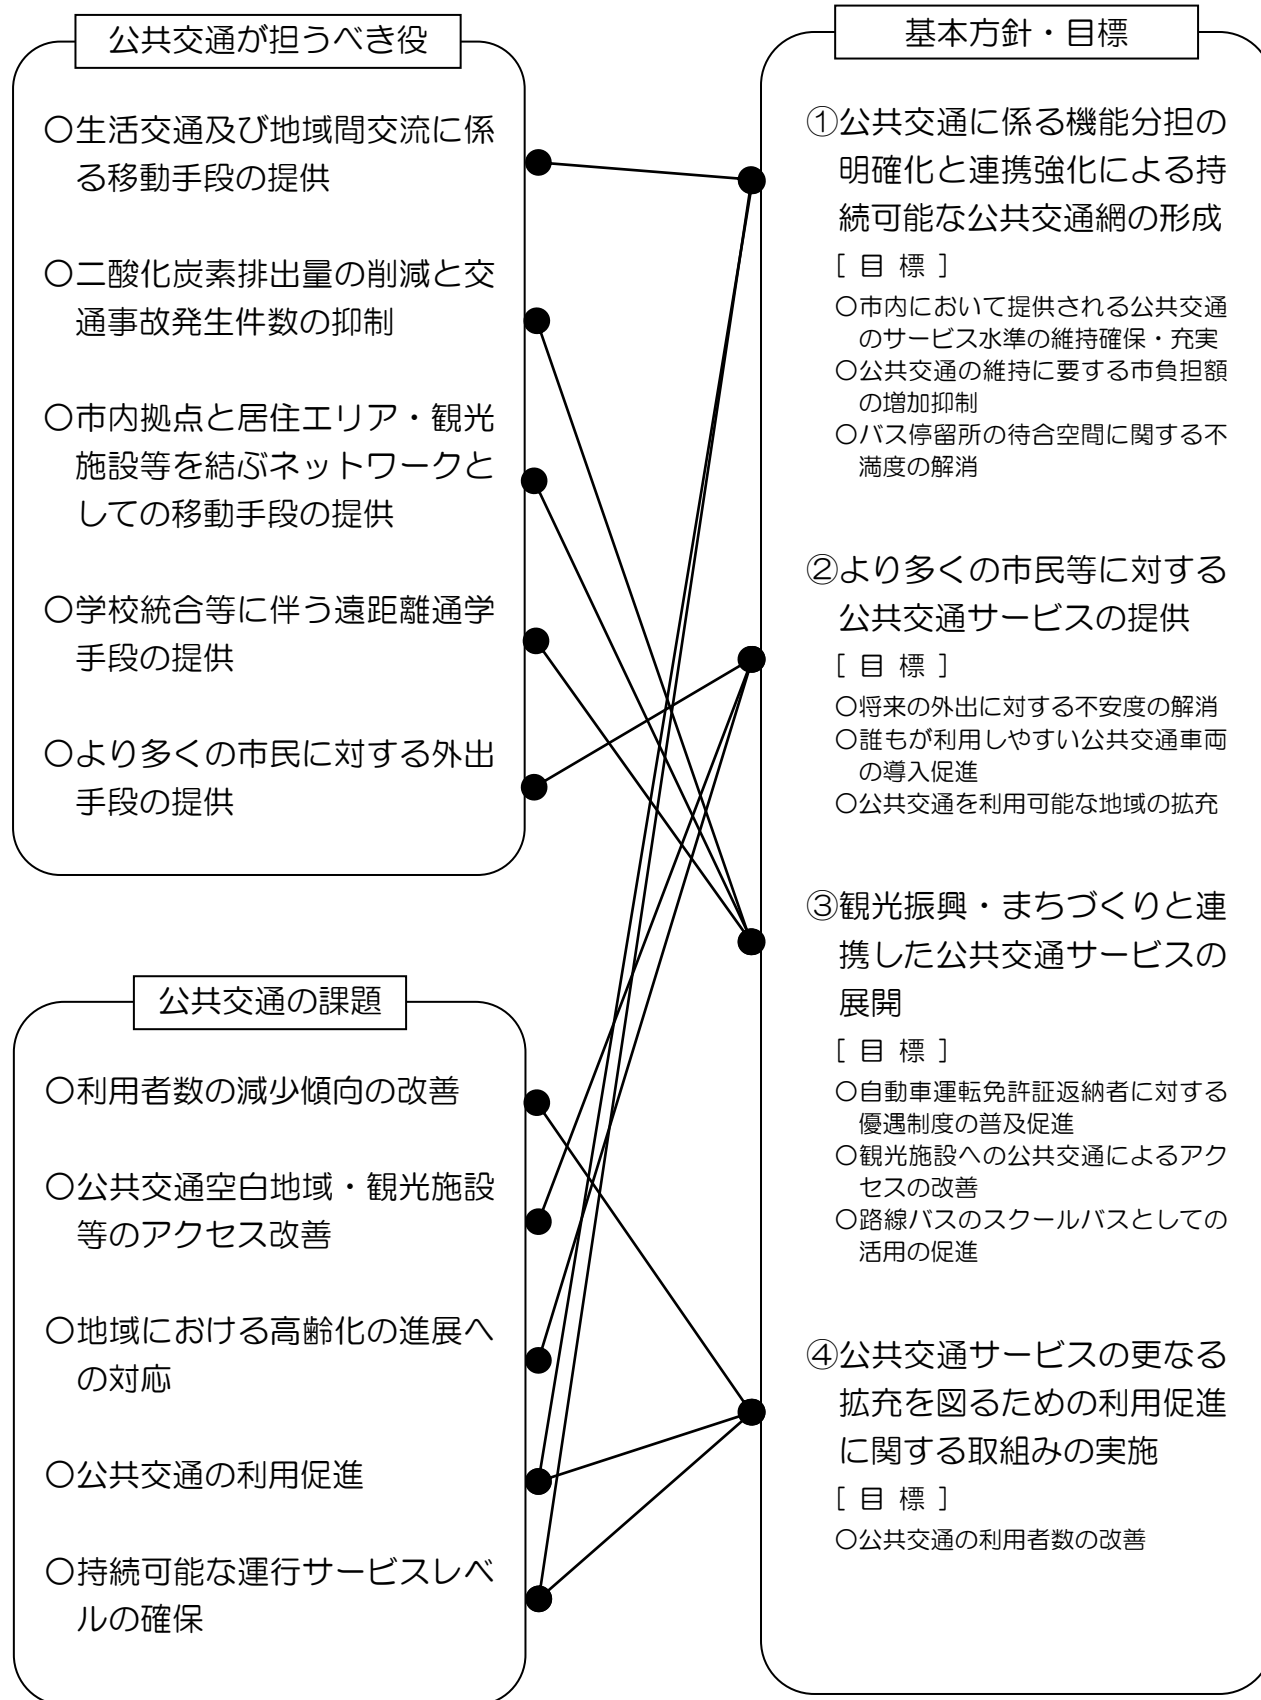 公共交通が担うべき役
〇生活交通及び地域間交流に係
る移動手段の提供
〇二酸化炭素排出量の削減と交
通事故発生件数の抑制
〇市内拠点と居住エリア・観光
施設等を結ぶネットワークと
しての移動手段の提供
〇学校統合等に伴う遠距離通学
手段の提供
〇より多くの市民に対する外出
手段の提供
公共交通の課題
〇利用者数の減少傾向の改善
〇公共交通空白地域・観光施設
等のアクセス改善
〇地域における高齢化の進展へ
の対応
〇公共交通の利用促進
〇持続可能な運行サービスレベ
ルの確保
基本方針・目標
①公共交通に係る機能分担の
明確化と連携強化による持
続可能な公共交通網の形成
[ 目 標 ]
〇市内において提供される公共交通
のサービス水準の維持確保・充実
〇公共交通の維持に要する市負担額
の増加抑制
〇バス停留所の待合空間に関する不
満度の解消
②より多くの市民等に対する
公共交通サービスの提供
[ 目 標 ]
〇将来の外出に対する不安度の解消
〇誰もが利用しやすい公共交通車両
の導入促進
〇公共交通を利用可能な地域の拡充
③観光振興・まちづくりと連
携した公共交通サービスの
展開
[ 目 標 ]
〇自動車運転免許証返納者に対する
優遇制度の普及促進
〇観光施設への公共交通によるアク
セスの改善
〇路線バスのスクールバスとしての
活用の促進
④公共交通サービスの更なる
拡充を図るための利用促進
に関する取組みの実施
[ 目 標 ]
〇公共交通の利用者数の改善